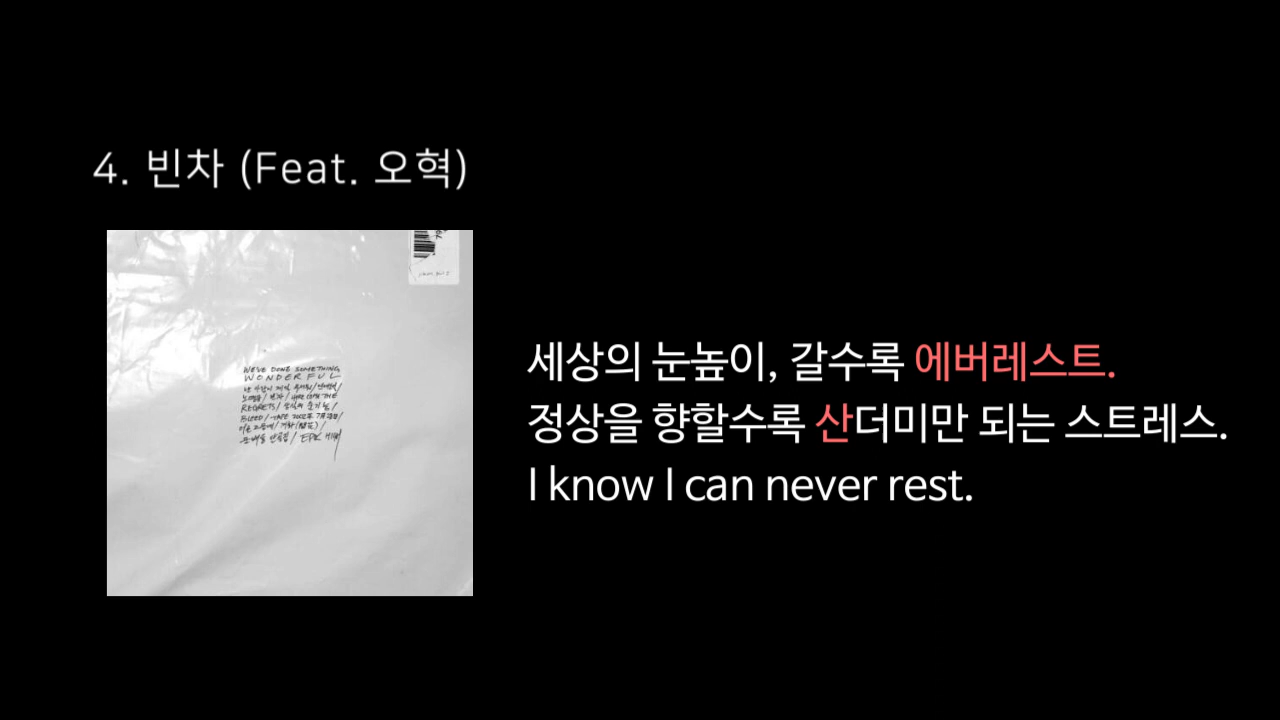 4. 빈차 (Feat. 오혁)
WE'VE DONE SOMETHING
WONDERFUL
세상의 눈높이, 갈수록 에버레스트.
정상을 향할수록 산더미만 되는 스트레스.
I know I can never rest.